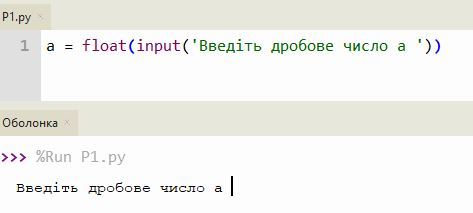 P1.py ×
1 a = float(input('Введіть дробове число a '))
Оболонка ×
>>> %Run P1.py
Введіть дробове число a